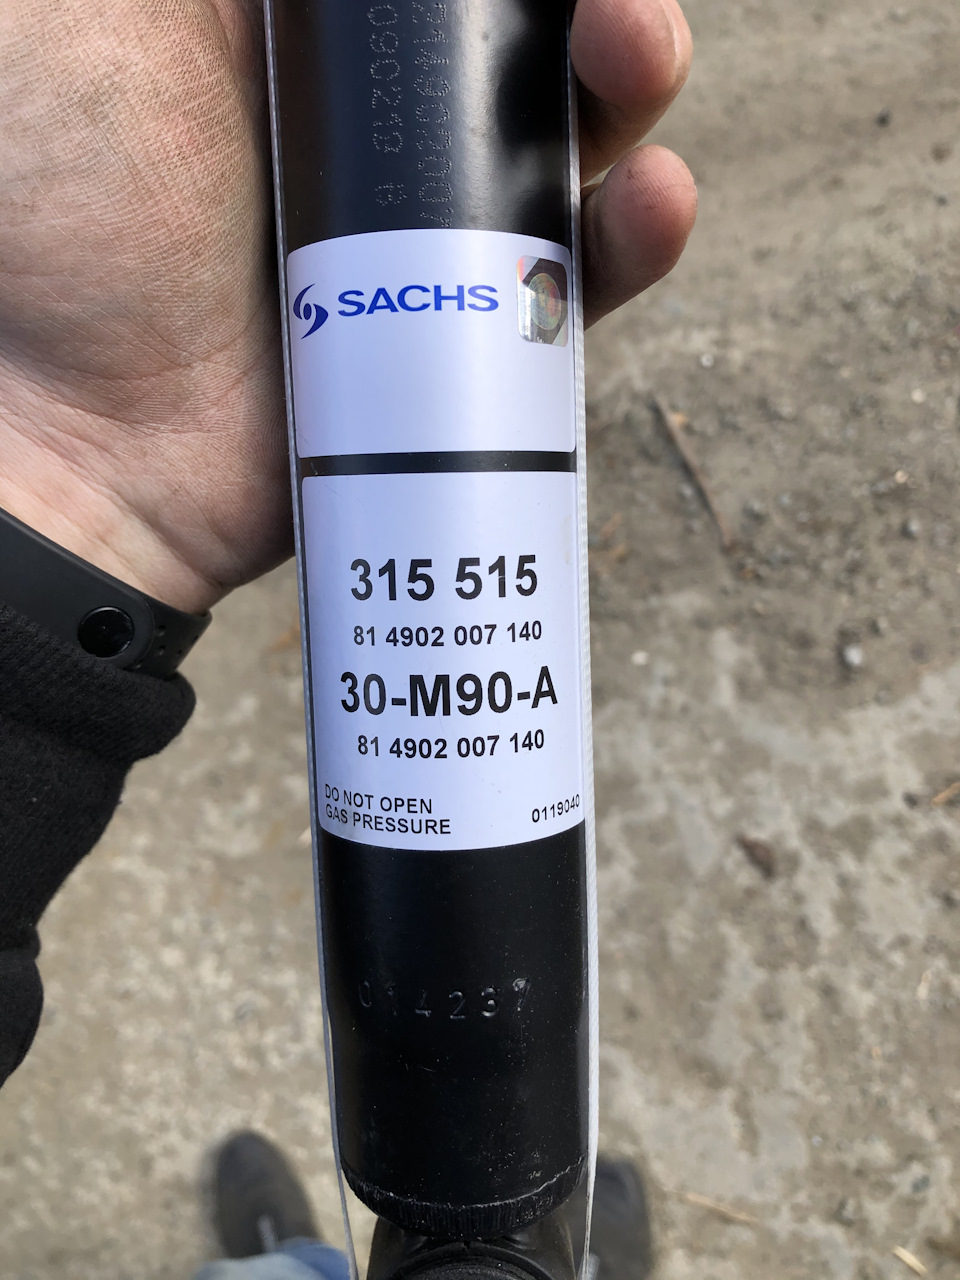 SACHS
315 515
81 4902 007 140
30-M90-A
81 4902 007 140
DO NOT OPEN
GAS PRESSURE
0119040
014237